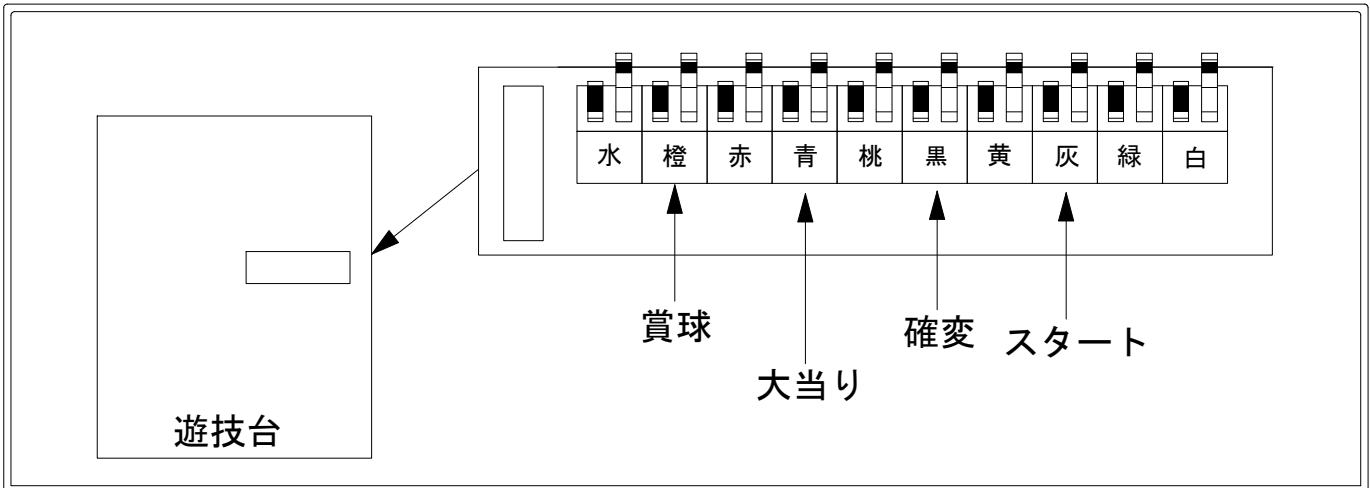 水 橙 赤 青 桃 黒 黄 灰 緑 白
賞球
確変
スタート
大当り
遊技台